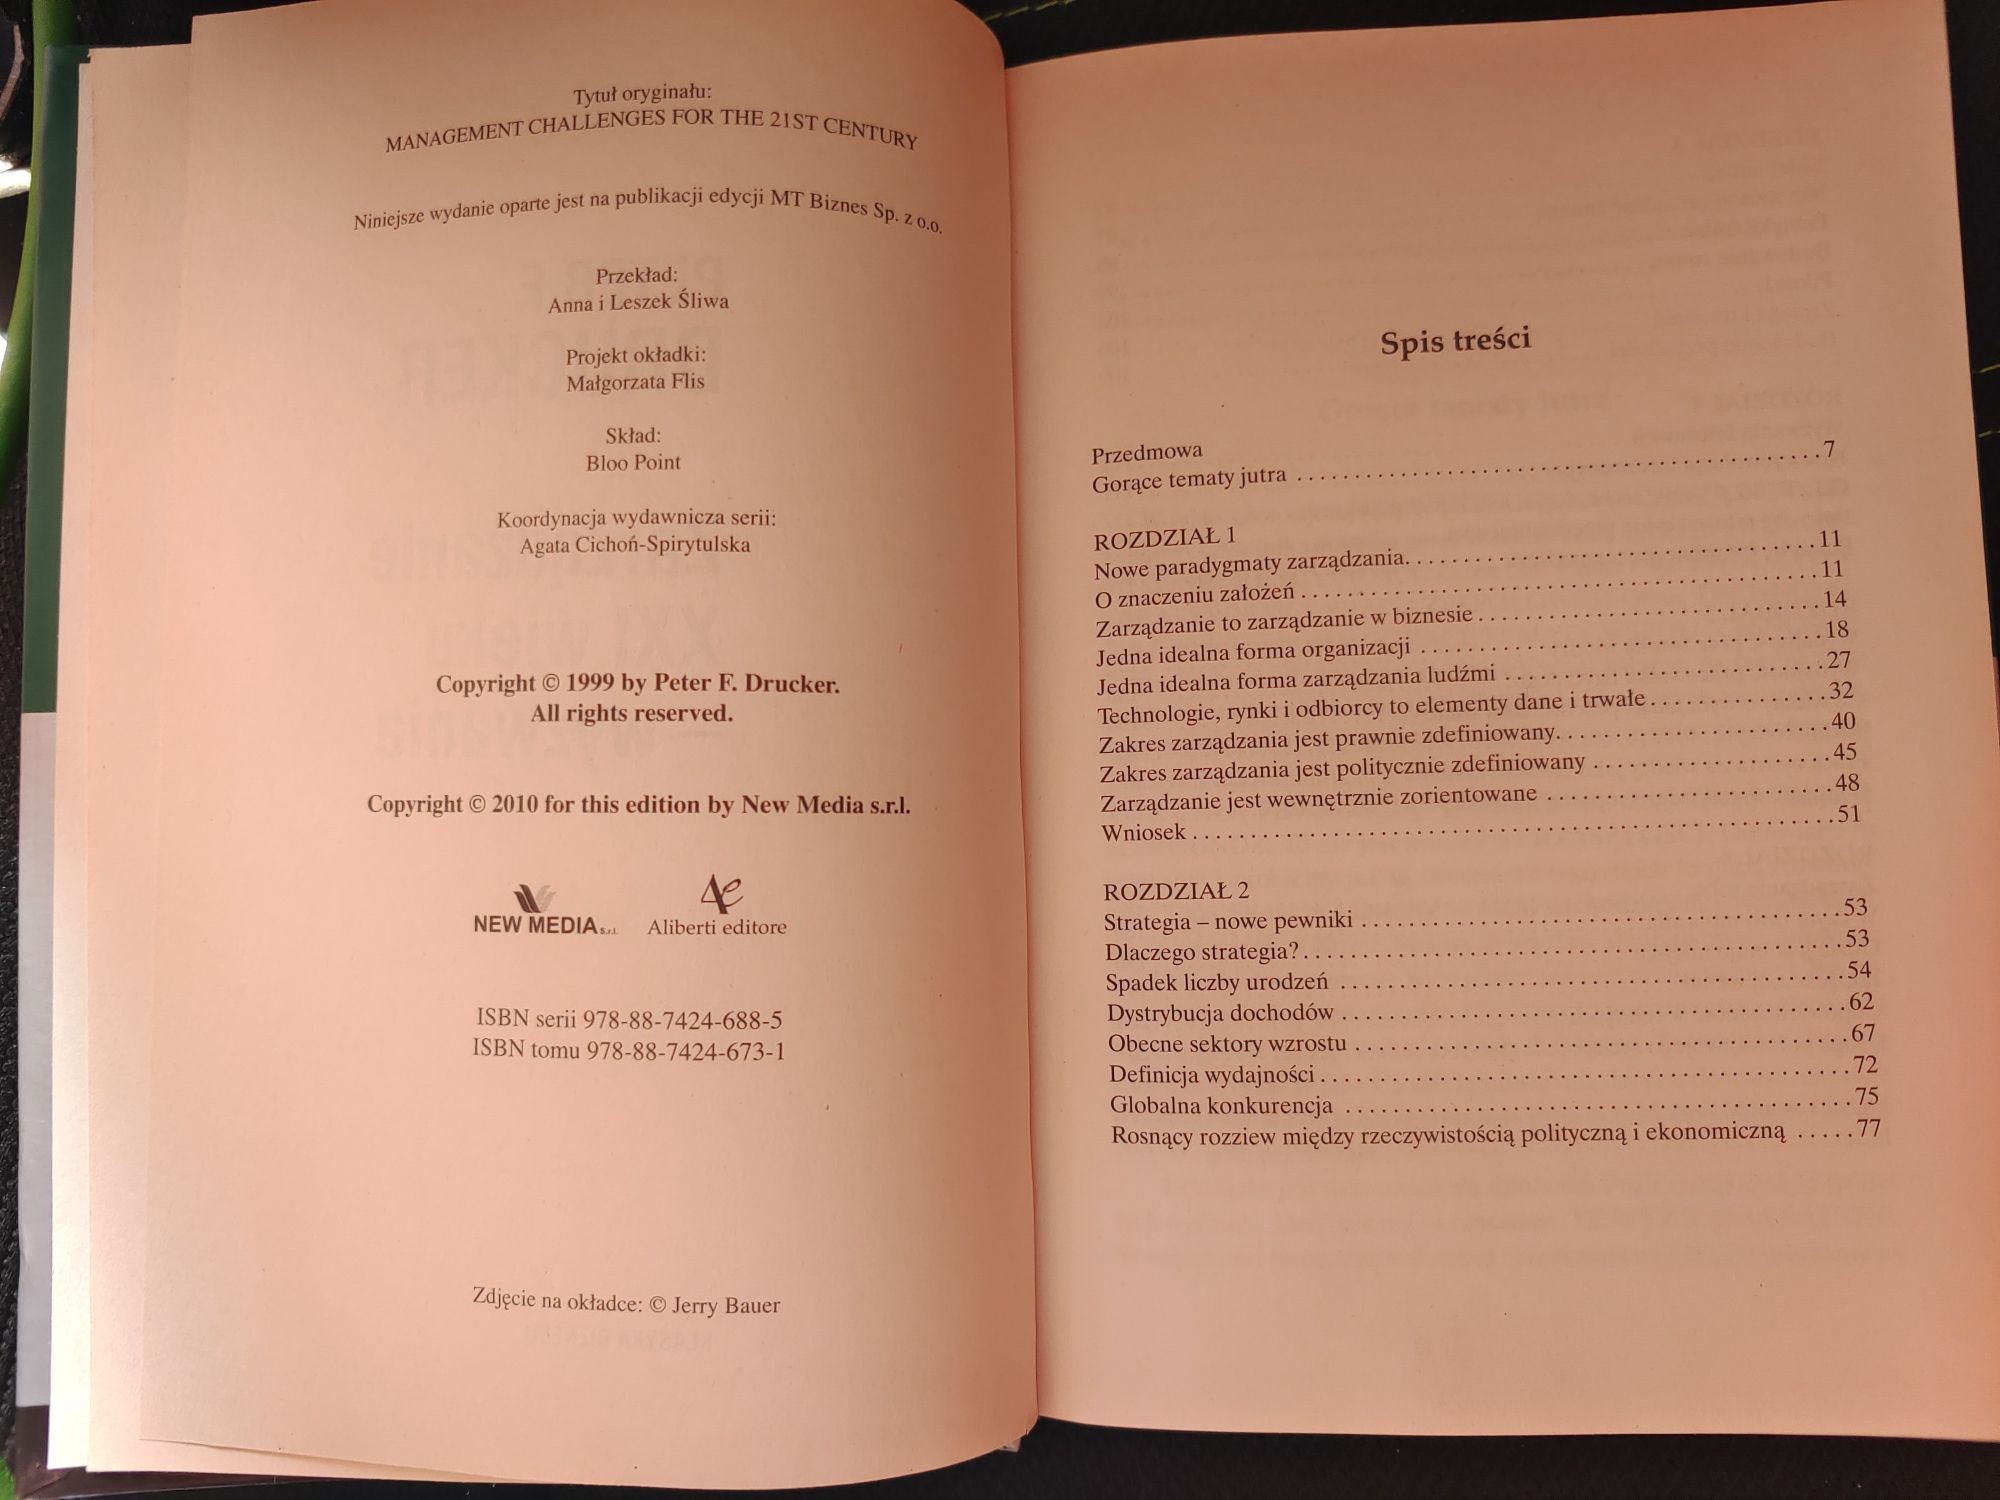 Tytuł oryginału:
MANAGEMENT CHALLENGES FOR THE 21ST CENTURY
Niniejsze wydanie oparte jest na publikacji edycji MT Biznes Sp. z o.o.
Przekład:
Anna i Leszek Śliwa
Projekt okładki:
Małgorzata Flis
Skład:
Bloo Point
Koordynacja wydawnicza serii:
Agata Cichoń-Spirytulska
Copyright © 1999 by Peter F. Drucker.
All rights reserved.
Copyright © 2010 for this edition by New Media s.r.l.
NEW MEDIA s.r.l.
Aliberti editore
ISBN serii 978-88-7424-688-5
ISBN tomu 978-88-7424-673-1
Zdjęcie na okładce: © Jerry Bauer
Spis treści
Przedmowa
Gorące tematy jutra . . . . . . . . . . 7
ROZDZIAŁ 1
Nowe paradygmaty zarządzania. . . . . . . . . . 11
O znaczeniu założeń . . . . . . . . . . 11
Zarządzanie to zarządzanie w biznesie . . . . . . . . . . 14
Jedna idealna forma organizacji . . . . . . . . . . 18
Jedna idealna forma zarządzania ludźmi . . . . . . . . . . 27
Technologie, rynki i odbiorcy to elementy dane i trwałe . . . . . . . . . . 32
Zakres zarządzania jest prawnie zdefiniowany. . . . . . . . . . 40
Zakres zarządzania jest politycznie zdefiniowany . . . . . . . . . . 45
Zarządzanie jest wewnętrznie zorientowane . . . . . . . . . . 48
Wniosek . . . . . . . . . . 51
ROZDZIAŁ 2
Strategia – nowe pewniki . . . . . . . . . . 53
Dlaczego strategia? . . . . . . . . . . 53
Spadek liczby urodzeń . . . . . . . . . . 54
Dystrybucja dochodów . . . . . . . . . . 62
Obecne sektory wzrostu . . . . . . . . . . 67
Definicja wydajności . . . . . . . . . . 72
Globalna konkurencja . . . . . . . . . . 75
Rosnący rozziew między rzeczywistością polityczną i ekonomiczną . . . . . 77